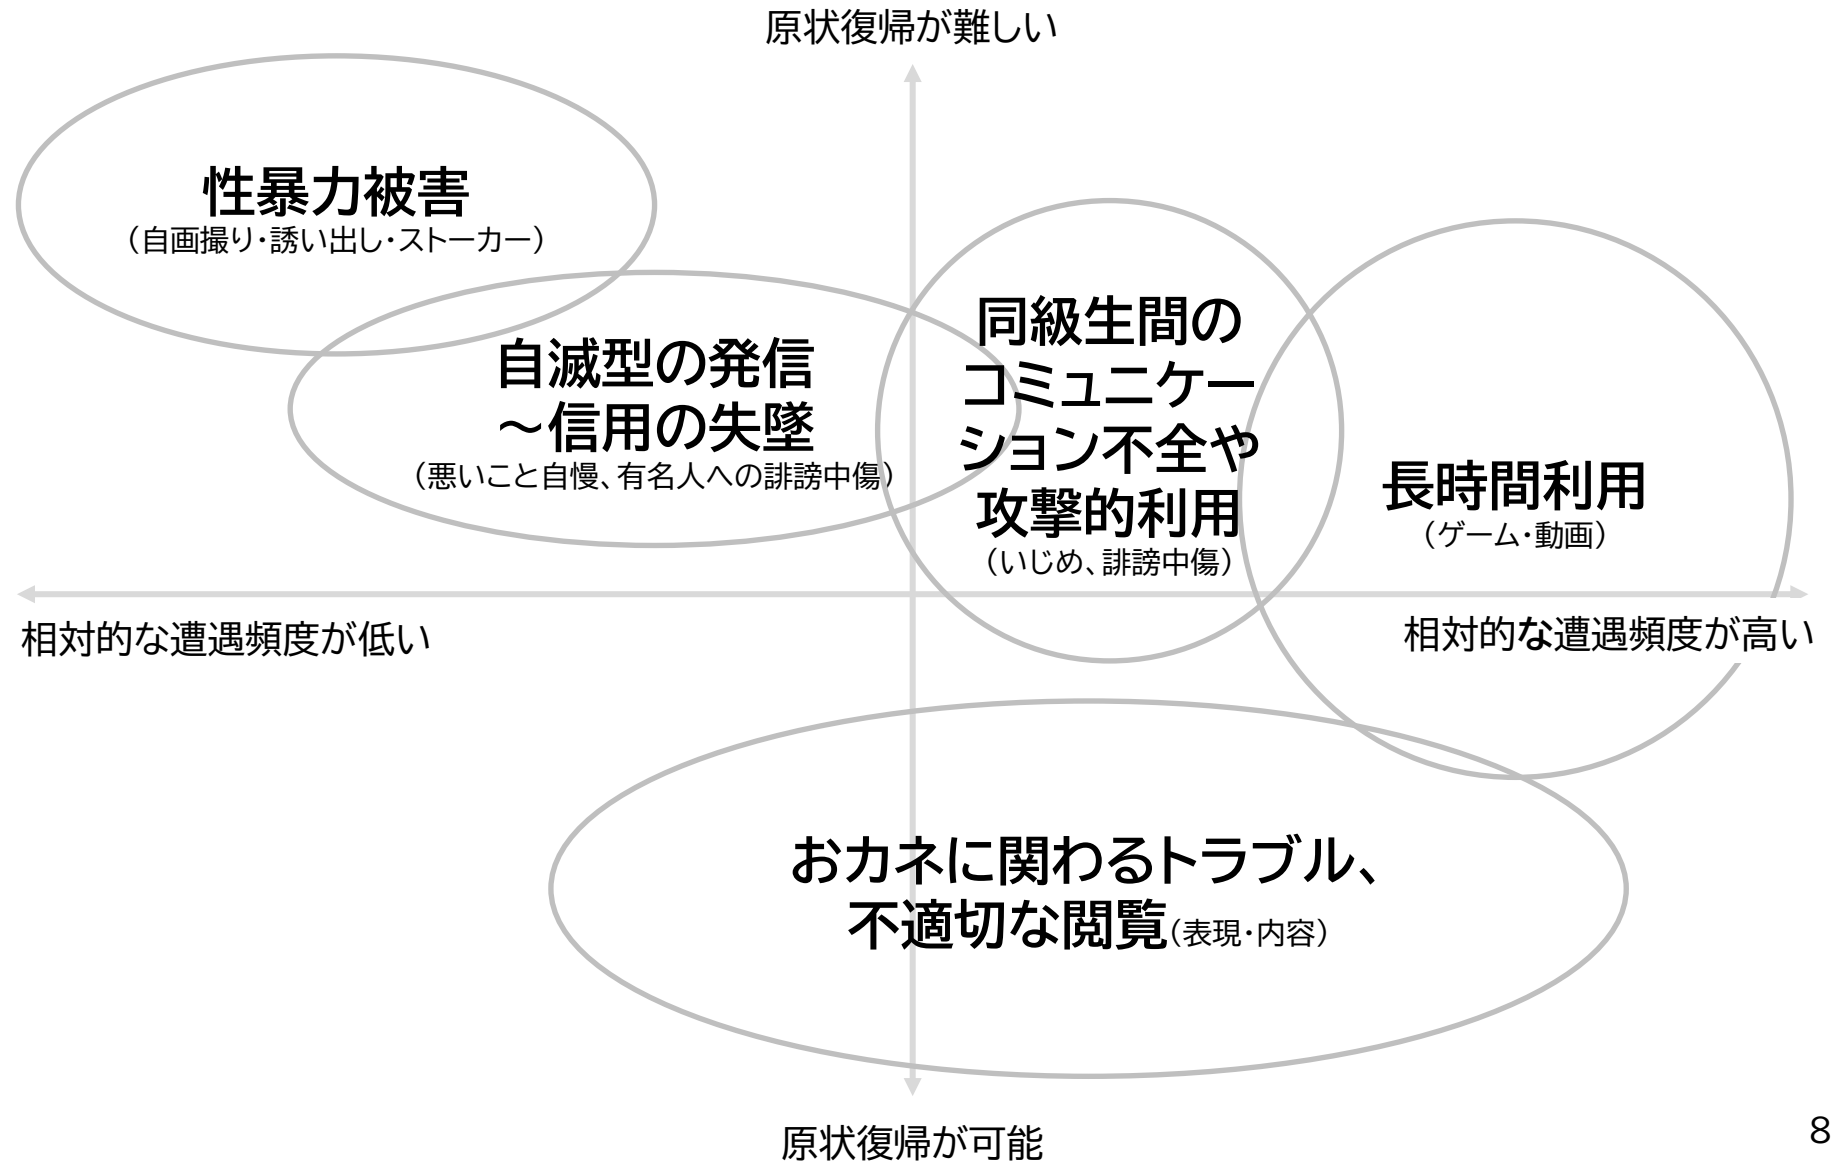 原状復帰が難しい
性暴力被害
（自画撮り・誘い出し・ストーカー）
自滅型の発信
～信用の失墜
（悪いこと自慢、有名人への誹謗中傷）
同級生間の
コミュニケー
ション不全や
攻撃的利用
（いじめ、誹謗中傷）
長時間利用
（ゲーム・動画）
相対的な遭遇頻度が低い
相対的な遭遇頻度が高い
おカネに関わるトラブル、
不適切な閲覧（表現・内容）
原状復帰が可能
8